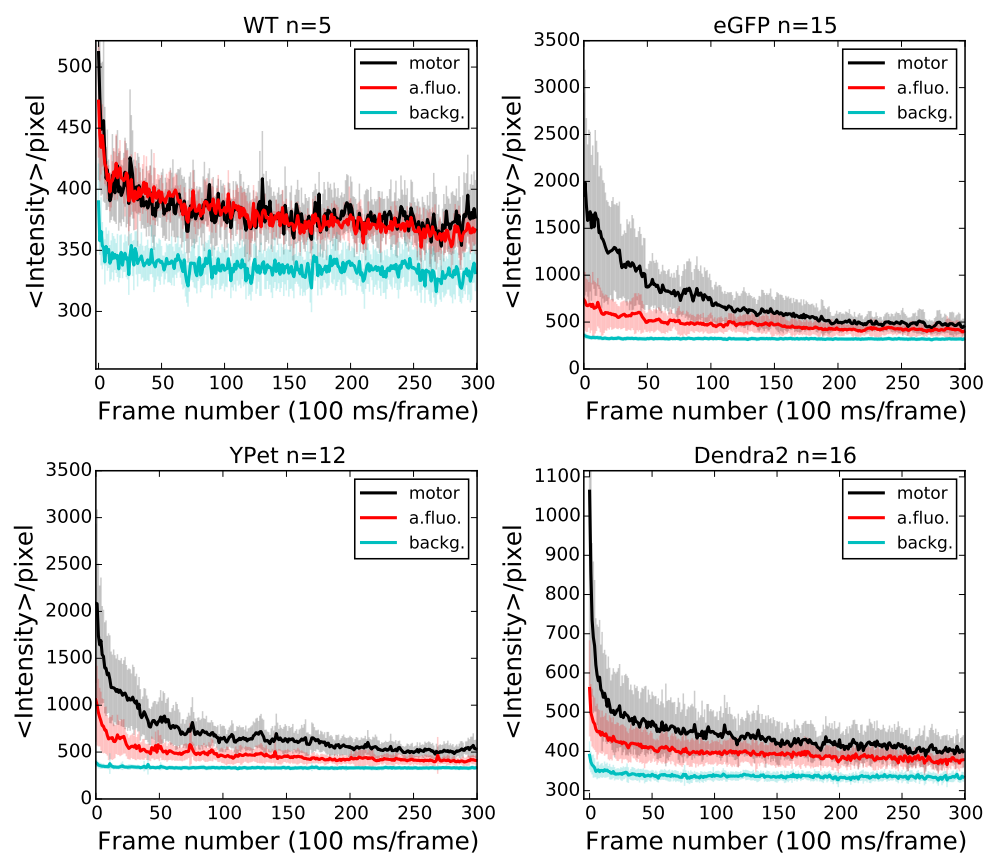 WT n=5
<Intensity>/pixel
500
450
400
350
300
motor
a.fluo.
backg.
0 50 100 150 200 250 300
Frame number (100 ms/frame)
eGFP n=15
<Intensity>/pixel
3500
3000
2500
2000
1500
1000
500
0
motor
a.fluo.
backg.
0 50 100 150 200 250 300
Frame number (100 ms/frame)
YPet n=12
<Intensity>/pixel
3500
3000
2500
2000
1500
1000
500
0
motor
a.fluo.
backg.
0 50 100 150 200 250 300
Frame number (100 ms/frame)
Dendra2 n=16
<Intensity>/pixel
1100
1000
900
800
700
600
500
400
300
motor
a.fluo.
backg.
0 50 100 150 200 250 300
Frame number (100 ms/frame)